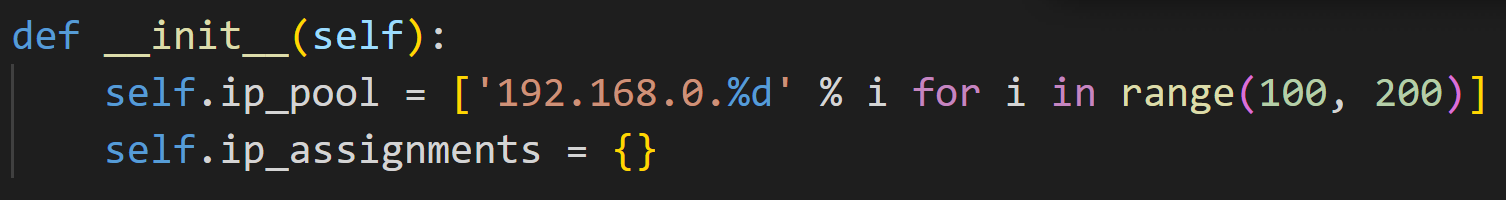 def __init__(self):
    self.ip_pool = ['192.168.0.%d' % i for i in range(100, 200)]
    self.ip_assignments = {}